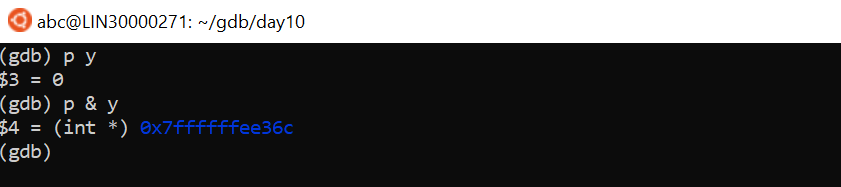 abc@LIN30000271: ~/gdb/day10
(gdb) p y
$3 = 0
(gdb) p & y
$4 = (int *) 0x7ffffffee36c
(gdb)